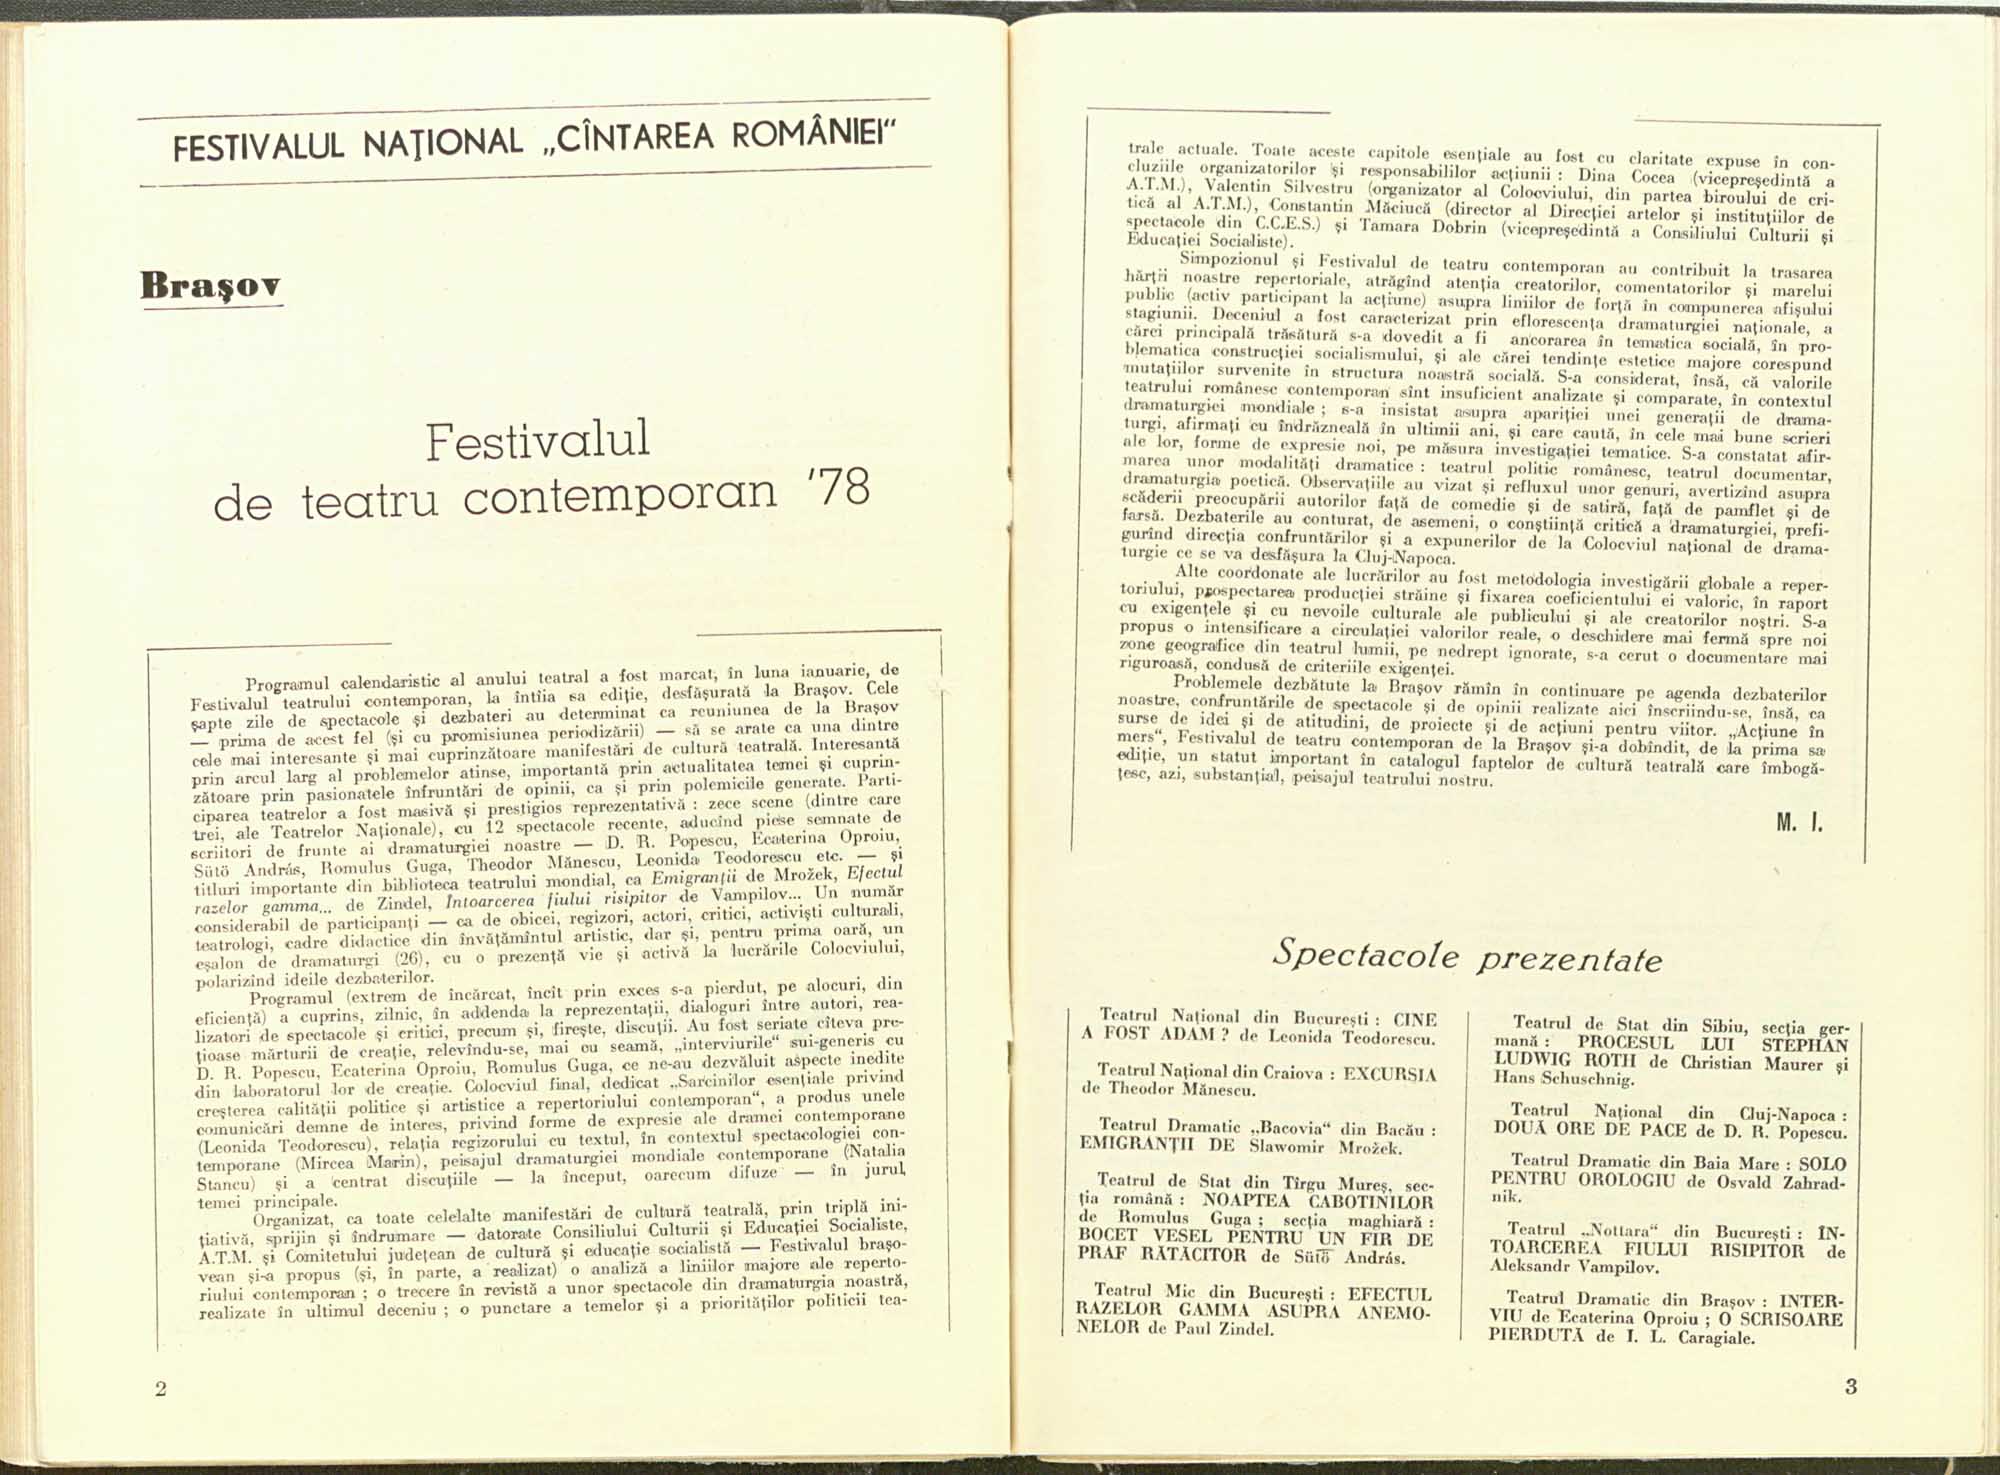 FESTIVALUL NAŢIONAL „CÎNTAREA ROMÂNIEI“
Braşov
Festivalul
de teatru contemporan '78
Programul calendaristic al anului teatral a fost marcat, în luna ianuarie, de
Festivalul teatrului contemporan, la întîia sa ediţie, desfăşurată la Braşov. Cele
şapte zile de spectacole şi dezbateri au determinat ca reuniunea de la Braşov
— prima de acest fel (şi cu promisiunea periodizării) — să se arate ca una dintre
cele mai interesante şi mai cuprinzătoare manifestări de cultură teatrală. Interesantă
prin arcul larg al problemelor atinse, importantă prin actualitatea temei şi cuprin-
zătoare prin pasionatele înfruntări de opinii, ca şi prin polemicile generate. Parti-
ciparea teatrelor a fost masivă şi prestigios reprezentativă : zece scene (dintre care
trei, ale Teatrelor Naţionale), cu 12 spectacole recente, aducînd piese semnate de
scriitori de frunte ai dramaturgiei noastre — D. R. Popescu, Ecaterina Oproiu,
Sütö András, Romulus Guga, Theodor Mănescu, Leonida Teodorescu etc. — şi
titluri importante din biblioteca teatrului mondial, ca Emigranţii de Mrožek, Efectul
razelor gamma... de Zindel, Intoarcerea fiului risipitor de Vampilov... Un număr
considerabil de participanţi — ca de obicei, regizori, actori, critici, activişti culturali,
teatrologi, cadre didactice din învăţămîntul artistic, dar şi, pentru prima oară, un
eşalon de dramaturgi (26), cu o prezenţă vie şi activă la lucrările Colocviului,
polarizînd ideile dezbaterilor.
Programul (extrem de încărcat, încît prin exces s-a pierdut, pe alocuri, din
eficienţă) a cuprins, zilnic, în addenda la reprezentaţii, dialoguri între autori, rea-
lizatori de spectacole şi critici, precum şi, fireşte, discuţii. Au fost seriate cîteva pre-
ţioase mărturii de creaţie, relevîndu-se, mai cu seamă, „interviurile“ sui-generis cu
D. R. Popescu, Ecaterina Oproiu, Romulus Guga, ce ne-au dezvăluit aspecte inedite
din laboratorul lor de creaţie. Colocviul final, dedicat „Sarcinilor esenţiale privind
creşterea calităţii politice şi artistice a repertoriului contemporan“, a produs unele
comunicări demne de interes, privind forme de expresie ale dramei contemporane
(Leonida Teodorescu), relaţia regizorului cu textul, în contextul spectacologiei con-
temporane (Mircea Marin), peisajul dramaturgiei mondiale contemporane (Natalia
Stancu) şi a centrat discuţiile — la început, oarecum difuze — în jurul
temei principale.
Organizat, ca toate celelalte manifestări de cultură teatrală, prin triplă ini-
ţiativă, sprijin şi îndrumare — datorate Consiliului Culturii şi Educaţiei Socialiste,
A.T.M. şi Comitetului judeţean de cultură şi educaţie socialistă — Festivalul braşo-
vean şi-a propus (şi, în parte, a realizat) o analiză a liniilor majore ale reperto-
riului contemporan ; o trecere în revistă a unor spectacole din dramaturgia noastră,
realizate în ultimul deceniu ; o punctare a temelor şi a priorităţilor politicii tea-
2
trale actuale. Toate aceste capitole esenţiale au fost cu claritate expuse în con-
cluziile organizatorilor şi responsabililor acţiunii : Dina Cocea (vicepreşedintă a
A.T.M.), Valentin Silvestru (organizator al Colocviului, din partea biroului de cri-
tică al A.T.M.), Constantin Măciucă (director al Direcţiei artelor şi instituţiilor de
spectacole din C.C.E.S.) şi Tamara Dobrin (vicepreşedintă a Consiliului Culturii şi
Educaţiei Socialiste).
Simpozionul şi Festivalul de teatru contemporan au contribuit la trasarea
hărţii noastre repertoriale, atrăgînd atenţia creatorilor, comentatorilor şi marelui
public (activ participant la acţiune) asupra liniilor de forţă în compunerea afişului
stagiunii. Deceniul a fost caracterizat prin eflorescenţa dramaturgiei naţionale, a
cărei principală trăsătură s-a dovedit a fi ancorarea în tematica socială, în pro-
blematica construcţiei socialismului, şi ale cărei tendinţe estetice majore corespund
mutaţiilor survenite în structura noastră socială. S-a considerat, însă, că valorile
teatrului românesc contemporan sînt insuficient analizate şi comparate, în contextul
dramaturgiei mondiale ; s-a insistat asupra apariţiei unei generaţii de drama-
turgi, afirmaţi cu îndrăzneală în ultimii ani, şi care caută, în cele mai bune scrieri
ale lor, forme de expresie noi, pe măsura investigaţiei tematice. S-a constatat afir-
marea unor modalităţi dramatice : teatrul politic românesc, teatrul documentar,
dramaturgia poetică. Observaţiile au vizat şi refluxul unor genuri, avertizînd asupra
scăderii preocupării autorilor faţă de comedie şi de satiră, faţă de pamflet şi de
farsă. Dezbaterile au conturat, de asemeni, o conştiinţă critică a dramaturgiei, prefi-
gurînd direcţia confruntărilor şi a expunerilor de la Colocviul naţional de drama-
turgie ce se va desfăşura la Cluj-Napoca.
Alte coordonate ale lucrărilor au fost metodologia investigării globale a reper-
toriului, prospectarea producţiei străine şi fixarea coeficientului ei valoric, în raport
cu exigenţele şi cu nevoile culturale ale publicului şi ale creatorilor noştri. S-a
propus o intensificare a circulaţiei valorilor reale, o deschidere mai fermă spre noi
zone geografice din teatrul lumii, pe nedrept ignorate, s-a cerut o documentare mai
riguroasă, condusă de criteriile exigenţei.
Problemele dezbătute la Braşov rămîn în continuare pe agenda dezbaterilor
noastre, confruntările de spectacole şi de opinii realizate aici înscriindu-se, însă, ca
surse de idei şi de atitudini, de proiecte şi de acţiuni pentru viitor. „Acţiune în
mers“, Festivalul de teatru contemporan de la Braşov şi-a dobîndit, de la prima sa
ediţie, un statut important în catalogul faptelor de cultură teatrală care îmbogă-
ţesc, azi, substanţial, peisajul teatrului nostru.
M. I.
Spectacole prezentate
Teatrul Naţional din Bucureşti : CINE
A FOST ADAM ? de Leonida Teodorescu.
Teatrul Naţional din Craiova : EXCURSIA
de Theodor Mănescu.
Teatrul Dramatic „Bacovia“ din Bacău :
EMIGRANŢII DE Slawomir Mrožek.
Teatrul de Stat din Tîrgu Mureş, sec-
ţia română : NOAPTEA CABOTINILOR
de Romulus Guga ; secţia maghiară :
BOCET VESEL PENTRU UN FIR DE
PRAF RĂTĂCITOR de Sütö András.
Teatrul Mic din Bucureşti : EFECTUL
RAZELOR GAMMA ASUPRA ANEMO-
NELOR de Paul Zindel.
Teatrul de Stat din Sibiu, secţia ger-
mană : PROCESUL LUI STEPHAN
LUDWIG ROTH de Christian Maurer şi
Hans Schuschnig.
Teatrul Naţional din Cluj-Napoca :
DOUĂ ORE DE PACE de D. R. Popescu.
Teatrul Dramatic din Baia Mare : SOLO
PENTRU OROLOGIU de Osvald Zahrad-
nik.
Teatrul „Nottara“ din Bucureşti : ÎN-
TOARCEREA FIULUI RISIPITOR de
Aleksandr Vampilov.
Teatrul Dramatic din Braşov : INTER-
VIU de Ecaterina Oproiu ; O SCRISOARE
PIERDUTĂ de I. L. Caragiale.
3